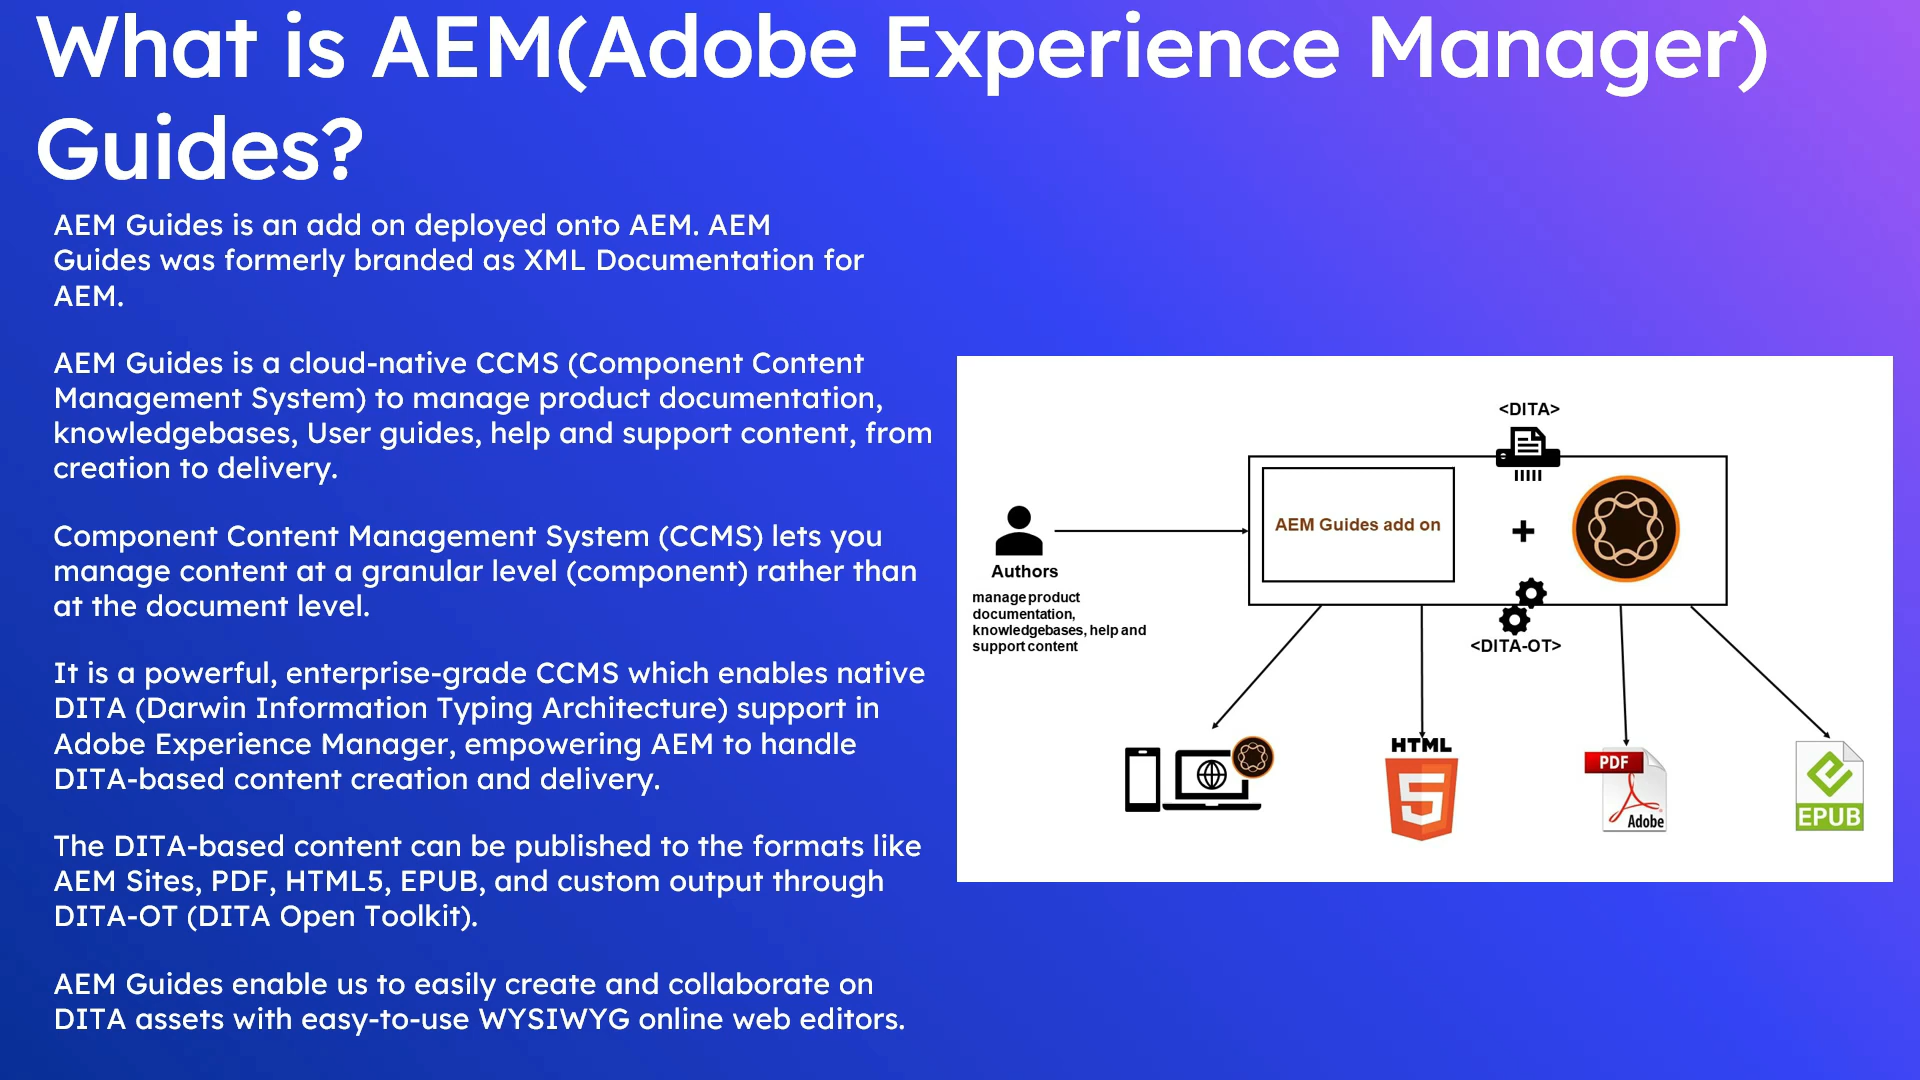 What is AEM(Adobe Experience Manager)
Guides?
AEM Guides is an add on deployed onto AEM. AEM
Guides was formerly branded as XML Documentation for
AEM.
AEM Guides is a cloud-native CCMS (Component Content
Management System) to manage product documentation,
knowledgebases, User guides, help and support content, from
creation to delivery.
Component Content Management System (CCMS) lets you
manage content at a granular level (component) rather than
at the document level.
It is a powerful, enterprise-grade CCMS which enables native
DITA (Darwin Information Typing Architecture) support in
Adobe Experience Manager, empowering AEM to handle
DITA-based content creation and delivery.
The DITA-based content can be published to the formats like
AEM Sites, PDF, HTML5, EPUB, and custom output through
DITA-OT (DITA Open Toolkit).
AEM Guides enable us to easily create and collaborate on
DITA assets with easy-to-use WYSIWYG online web editors.
<DITA>
AEM Guides add on
+
Authors
manage product
documentation,
knowledgebases, help and
support content
<DITA-OT>
HTML
5
PDF
Adobe
EPUB